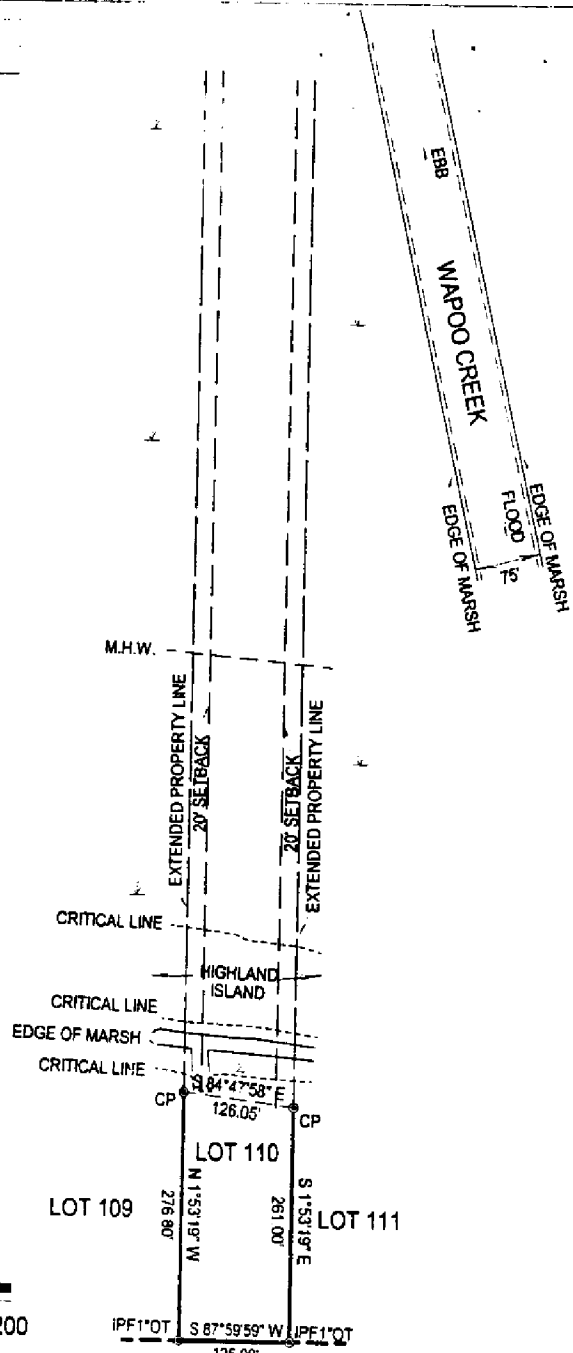 EBB
WAPOO CREEK
EDGE OF MARSH
FLOOD
EDGE OF MARSH
M.H.W.
EXTENDED PROPERTY LINE
20' SETBACK
20' SETBACK
EXTENDED PROPERTY LINE
CRITICAL LINE
HIGHLAND
ISLAND
CRITICAL LINE
EDGE OF MARSH
CRITICAL LINE
S 84°47'58" E
126.05'
CP
CP
LOT 110
LOT 109
N 1°53'19" W
276.80'
S 1°53'19" E
261.00'
LOT 111
200
IPF1"OT
S 87°59'59" W
IPF1"OT